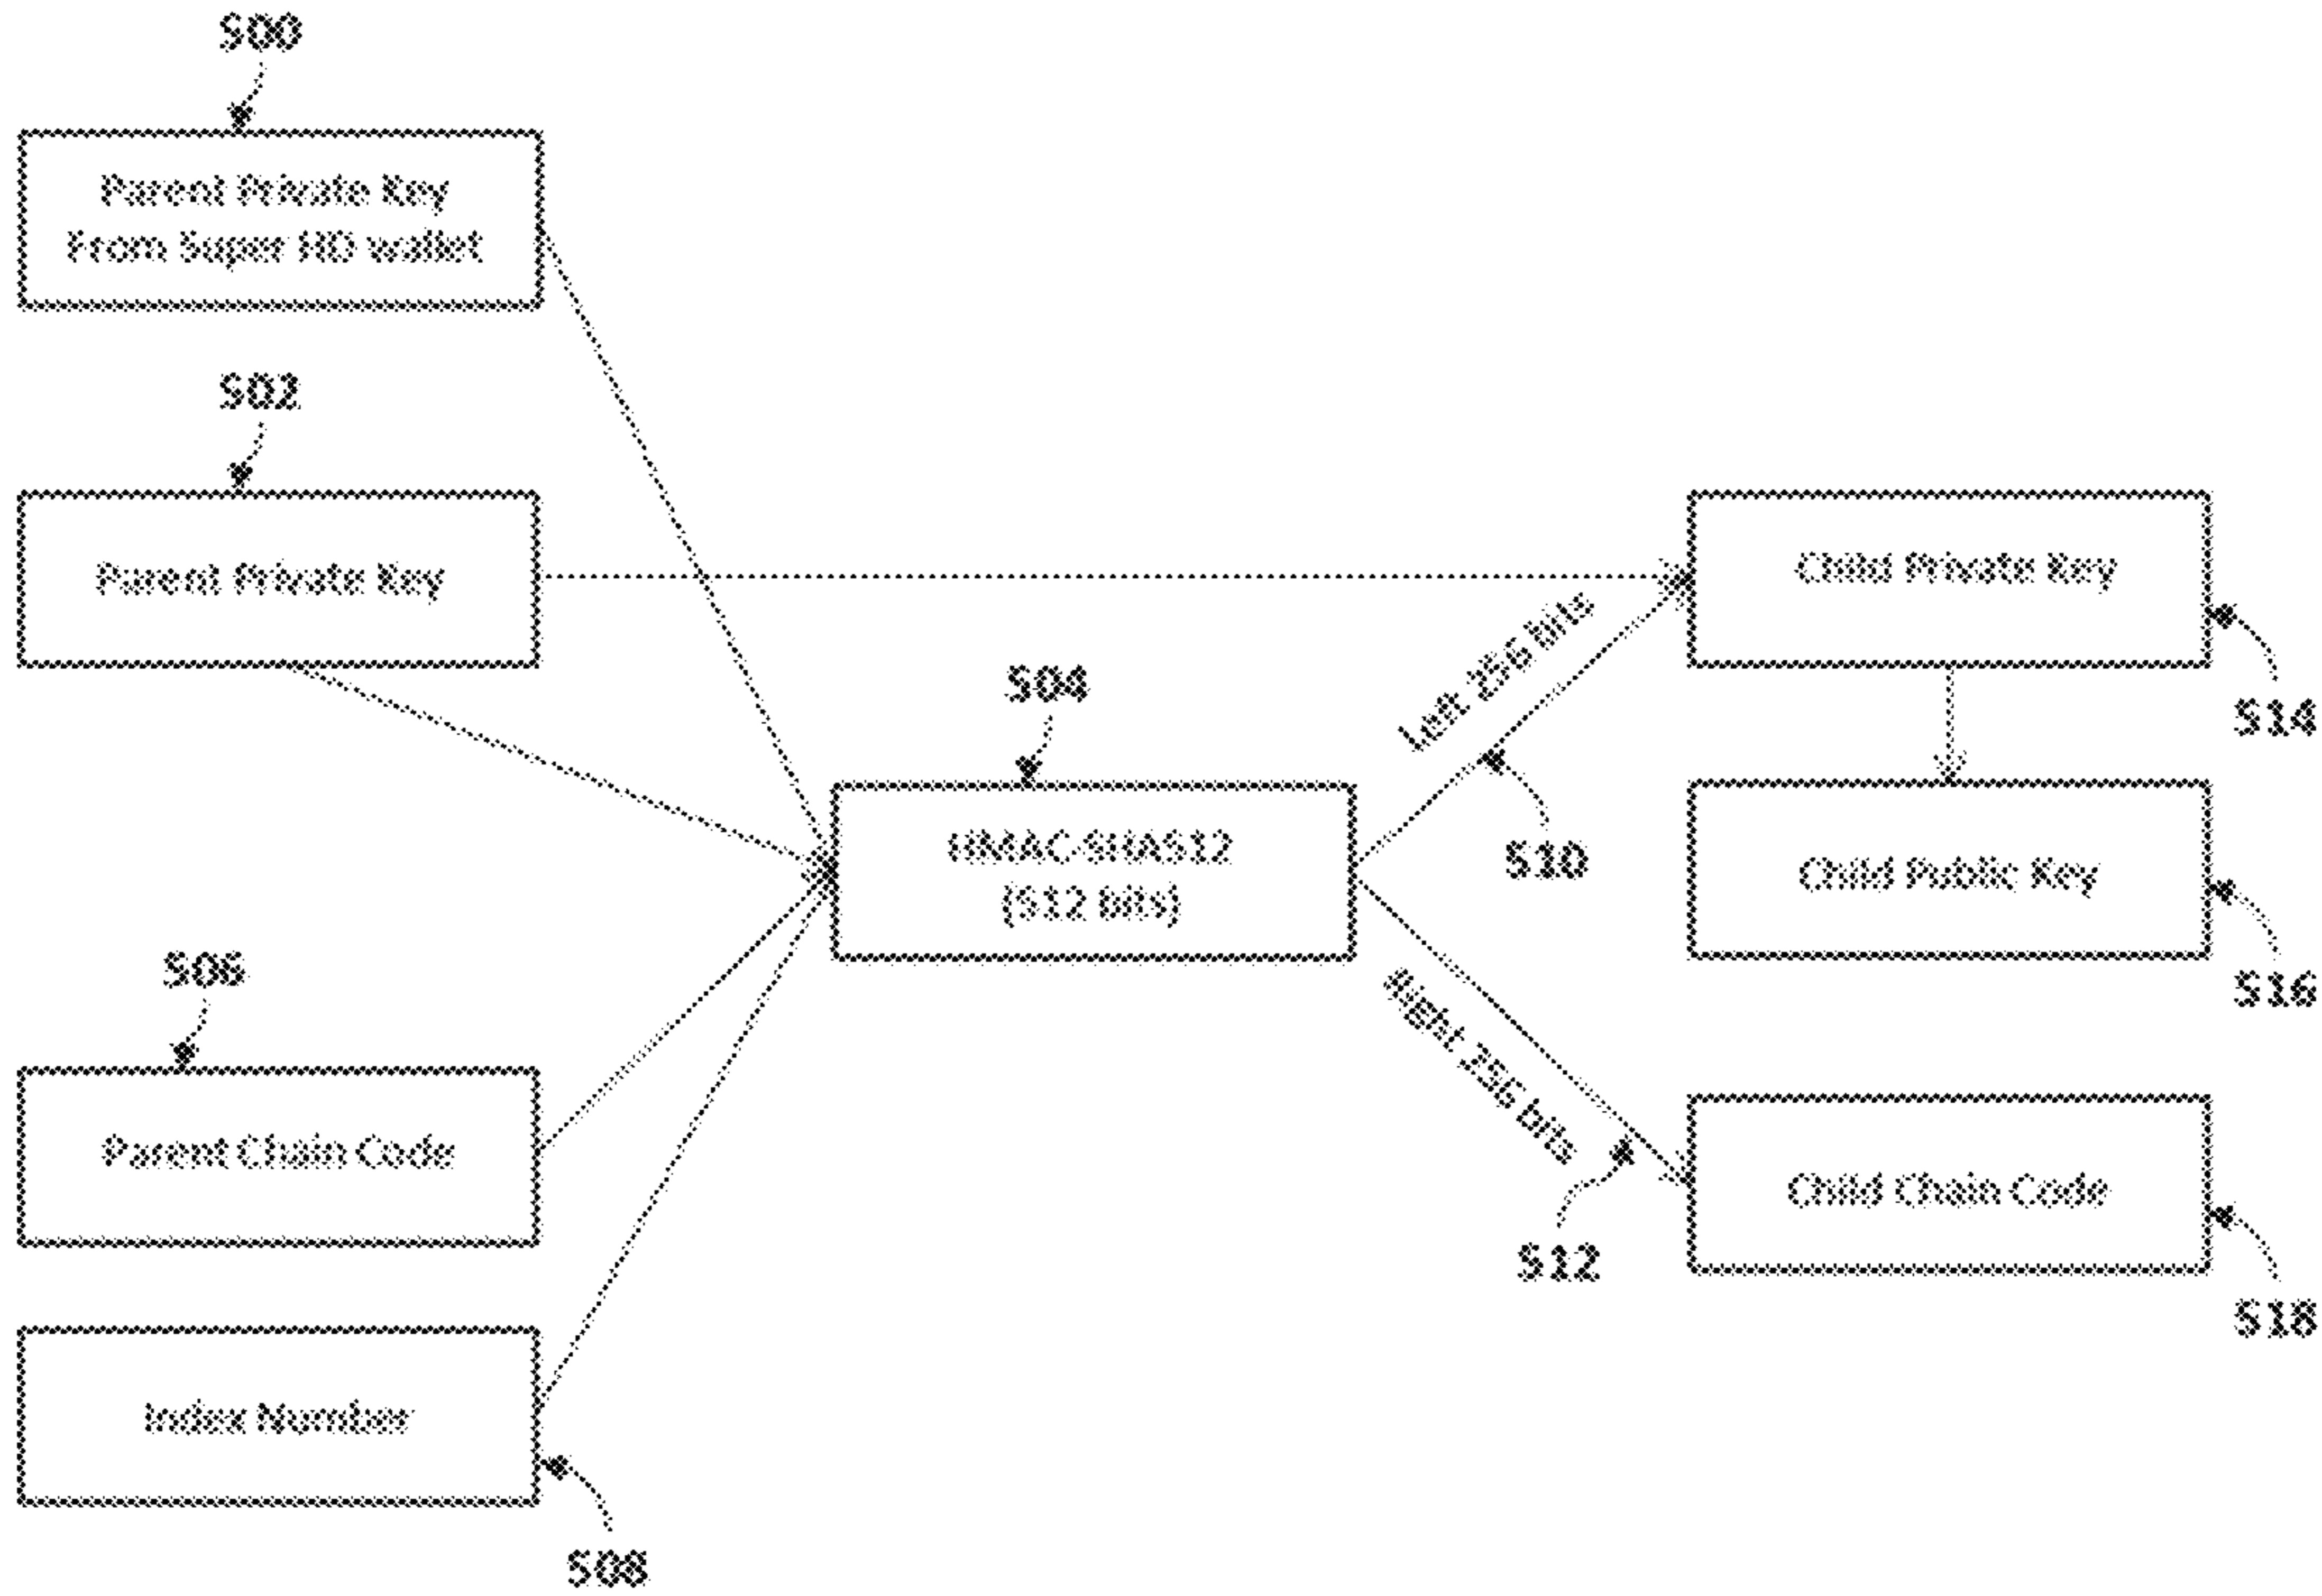 500
Parent Private Key
From Super HD wallet
502
Parent Private Key
Child Private Key
514
Left 256 bits
504
HMAC-SHA512
(512 bits)
510
Child Public Key
516
506
Parent Chain Code
Right 256 bits
512
Child Chain Code
518
Index Number
508